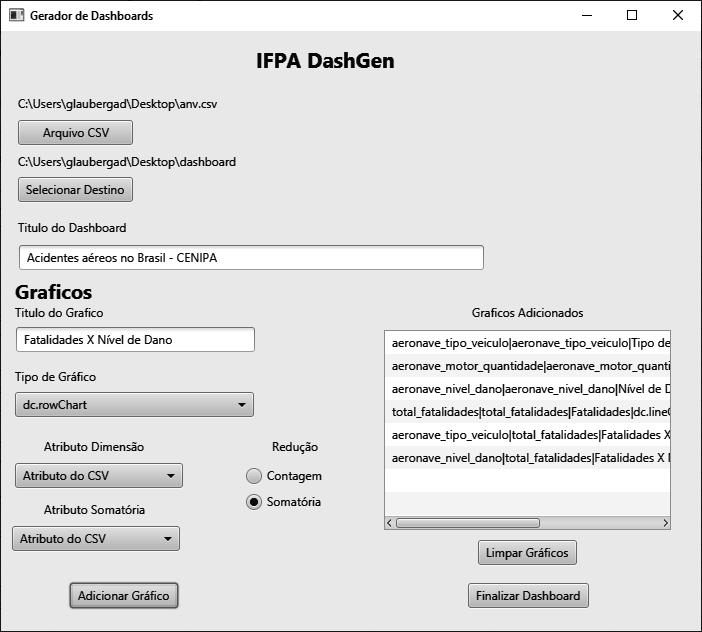 Gerador de Dashboards
IFPA DashGen
C:\Users\glaubergad\Desktop\anv.csv
Arquivo CSV
C:\Users\glaubergad\Desktop\dashboard
Selecionar Destino
Titulo do Dashboard
Acidentes aéreos no Brasil - CENIPA
Graficos
Titulo do Grafico
Fatalidades X Nível de Dano
Tipo de Gráfico
dc.rowChart
Atributo Dimensão
Atributo do CSV
Atributo Somatória
Atributo do CSV
Redução
Contagem
Somatória
Adicionar Gráfico
Graficos Adicionados
aeronave_tipo_veiculo|aeronave_tipo_veiculo|Tipo de
aeronave_motor_quantidade|aeronave_motor_quanti
aeronave_nivel_dano|aeronave_nivel_dano|Nível de D
total_fatalidades|total_fatalidades|Fatalidades|dc.line
aeronave_tipo_veiculo|total_fatalidades|Fatalidades X
aeronave_nivel_dano|total_fatalidades|Fatalidades X
Limpar Gráficos
Finalizar Dashboard